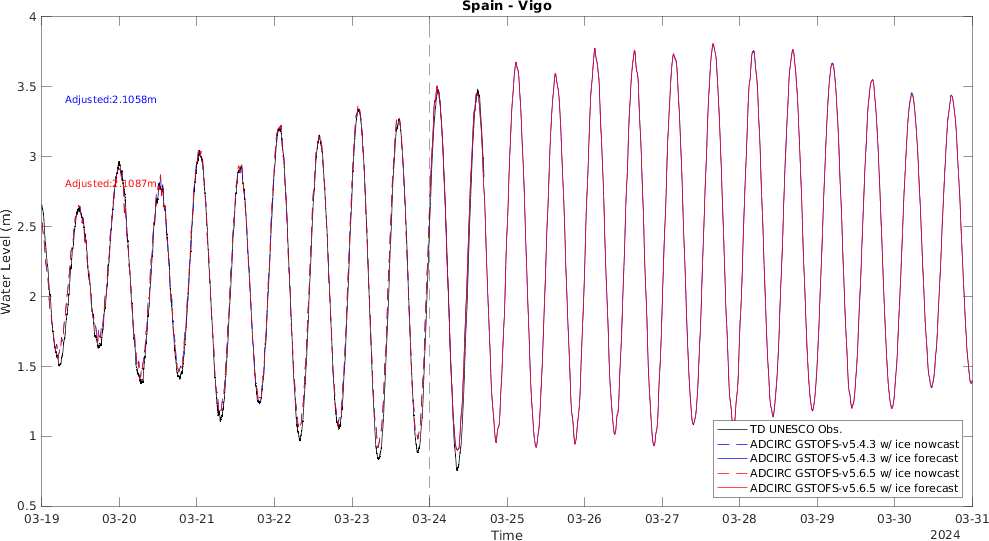 Spain - Vigo
4
3.5
3
2.5
2
1.5
1
0.5
Water Level (m)
Adjusted:2.1058m
Adjusted:2.1087m
TD UNESCO Obs.
ADCIRC GSTOFS-v5.4.3 w/ ice nowcast
ADCIRC GSTOFS-v5.4.3 w/ ice forecast
ADCIRC GSTOFS-v5.6.5 w/ ice nowcast
ADCIRC GSTOFS-v5.6.5 w/ ice forecast
03-19 03-20 03-21 03-22 03-23 03-24 03-25 03-26 03-27 03-28 03-29 03-30 03-31
Time
2024